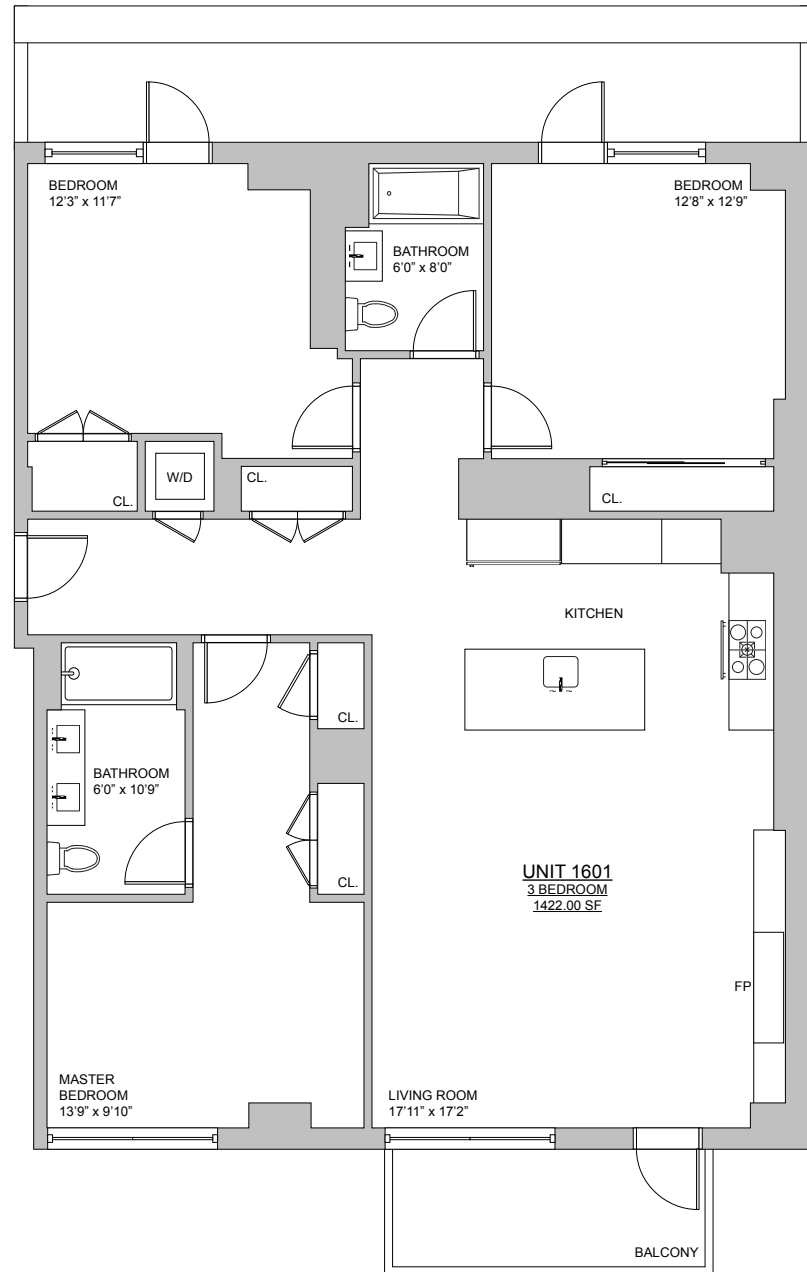 BEDROOM
12’3” x 11’7”
BEDROOM
12’8” x 12’9”
BATHROOM
6’0” x 8’0”
W/D
CL.
CL.
CL.
KITCHEN
CL.
BATHROOM
6’0” x 10’9”
UNIT 1601
3 BEDROOM
1422.00 SF
CL.
FP
MASTER
BEDROOM
13’9” x 9’10”
LIVING ROOM
17’11” x 17’2”
BALCONY